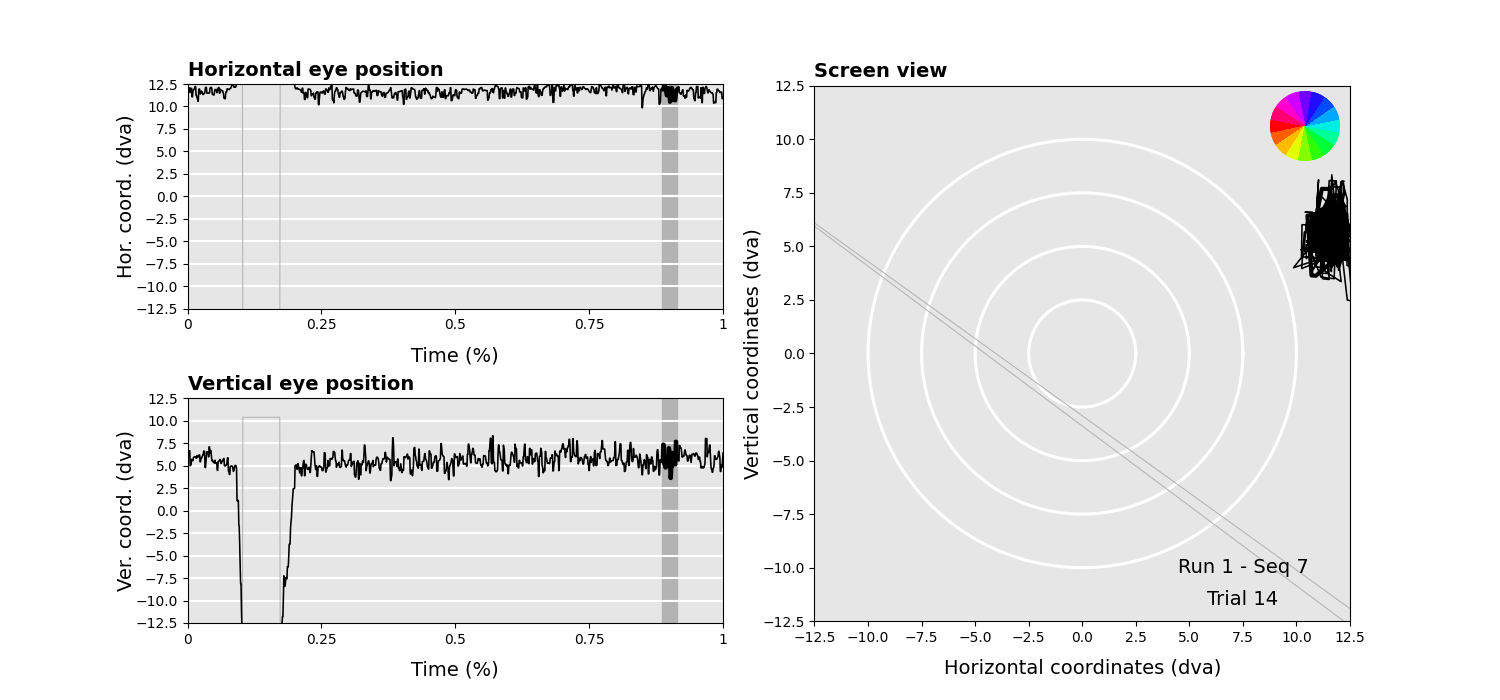 Horizontal eye position
Hor. coord. (dva)
12.5
10.0
7.5
5.0
2.5
0.0
−2.5
−5.0
−7.5
−10.0
−12.5
0 0.25 0.5 0.75 1
Time (%)
Vertical eye position
Ver. coord. (dva)
12.5
10.0
7.5
5.0
2.5
0.0
−2.5
−5.0
−7.5
−10.0
−12.5
0 0.25 0.5 0.75 1
Time (%)
Screen view
Vertical coordinates (dva)
12.5
10.0
7.5
5.0
2.5
0.0
−2.5
−5.0
−7.5
−10.0
−12.5
Run 1 - Seq 7
Trial 14
−12.5 −10.0 −7.5 −5.0 −2.5 0.0 2.5 5.0 7.5 10.0 12.5
Horizontal coordinates (dva)